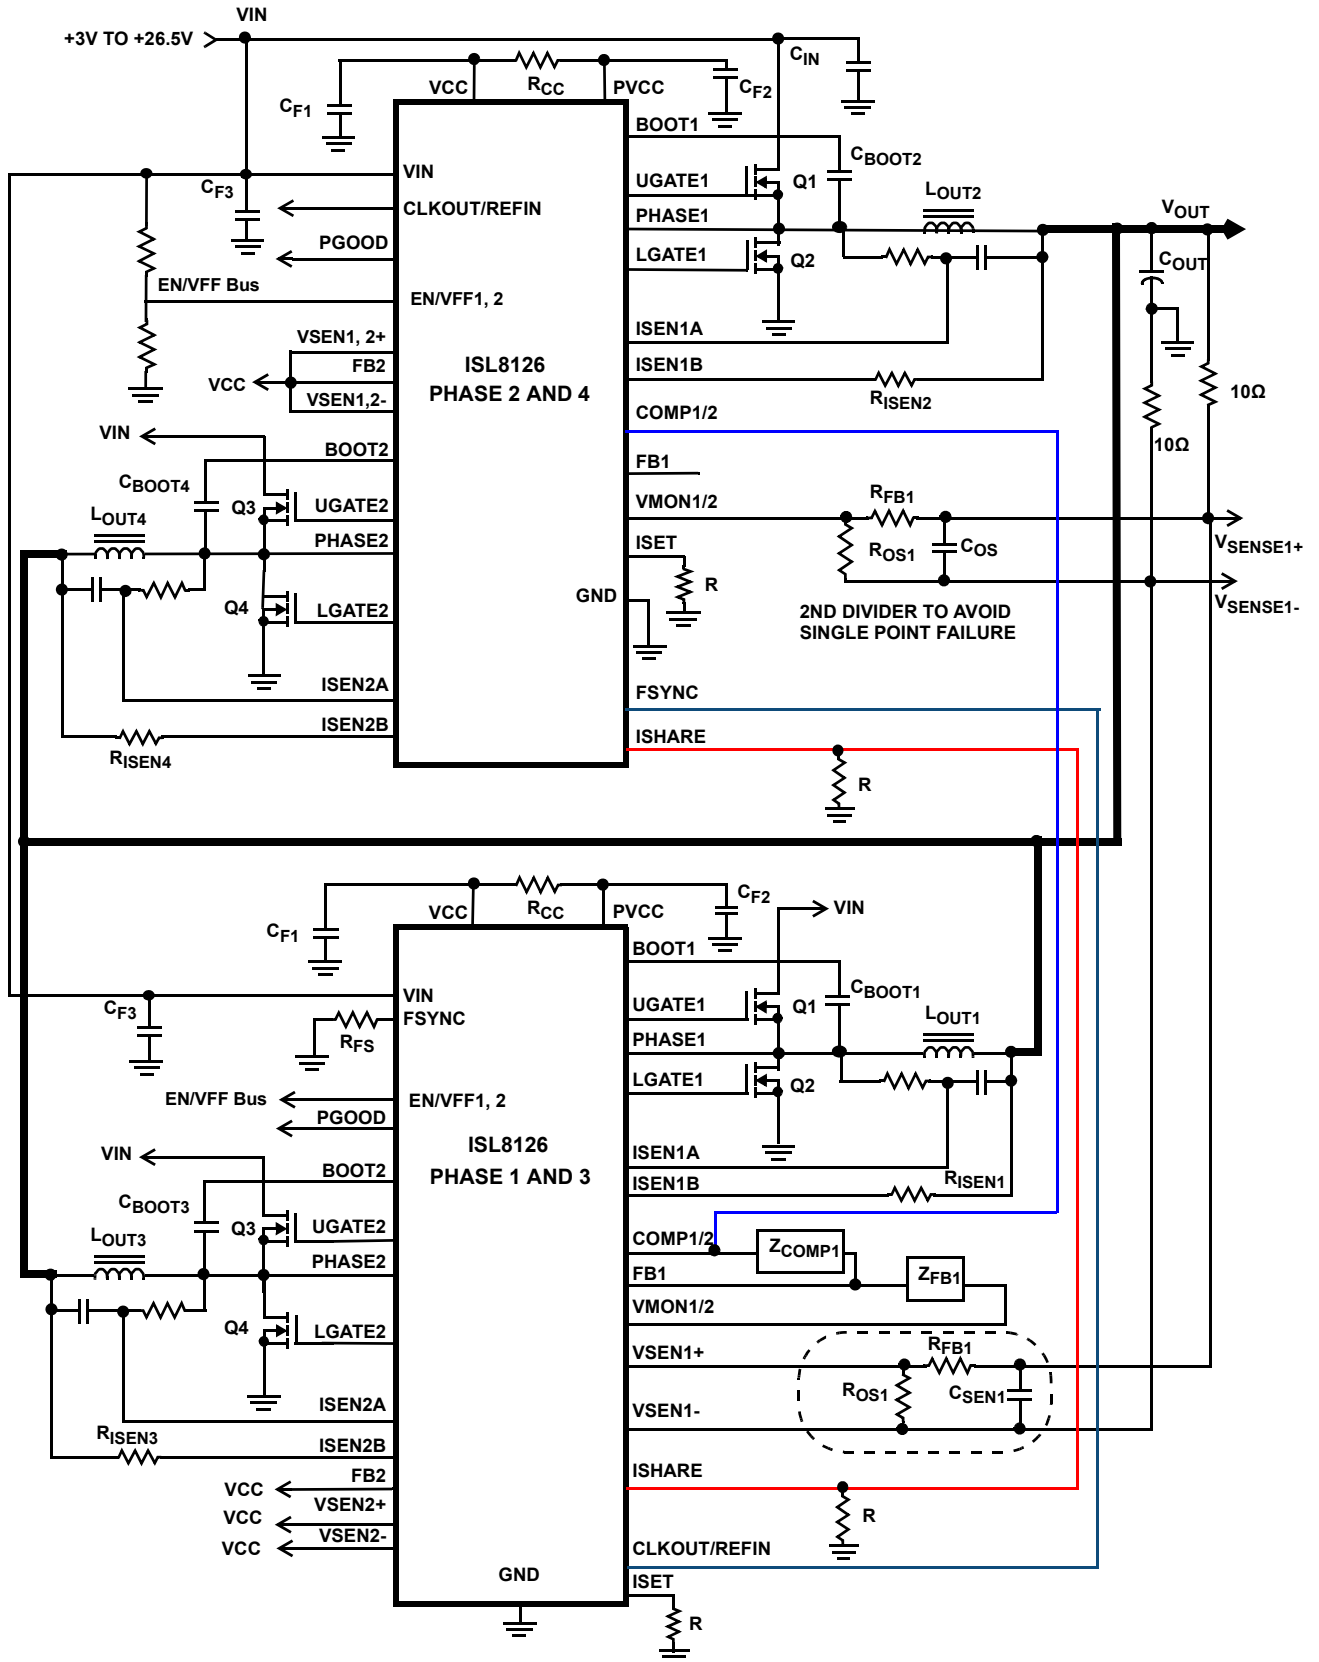 VIN
+3V TO +26.5V
CIN
VCC
RCC
PVCC
CF1
CF2
BOOT1
CBOOT2
VIN
CF3
UGATE1
Q1
LOUT2
CLKOUT/REFIN
PHASE1
VOUT
PGOOD
LGATE1
Q2
COUT
EN/VFF Bus
EN/VFF1, 2
VSEN1, 2+
ISEN1A
FB2
ISL8126
ISEN1B
VCC
PHASE 2 AND 4
RISEN2
10Ω
VSEN1,2-
COMP1/2
VIN
BOOT2
10Ω
FB1
CBOOT4
Q3
UGATE2
VMON1/2
RFB1
LOUT4
PHASE2
ISET
ROS1
COS
VSENSE1+
R
GND
Q4
LGATE2
2ND DIVIDER TO AVOID
SINGLE POINT FAILURE
VSENSE1-
ISEN2A
FSYNC
ISEN2B
ISHARE
RISEN4
R
VCC
RCC
PVCC
CF2
VIN
CF1
BOOT1
VIN
CBOOT1
CF3
FSYNC
UGATE1
Q1
LOUT1
RFS
PHASE1
LGATE1
Q2
EN/VFF Bus
EN/VFF1, 2
PGOOD
ISL8126
VIN
ISEN1A
BOOT2
PHASE 1 AND 3
ISEN1B
RISEN1
CBOOT3
Q3
UGATE2
COMP1/2
ZCOMP1
LOUT3
PHASE2
FB1
ZFB1
VMON1/2
Q4
LGATE2
VSEN1+
RFB1
ROS1
CSEN1
ISEN2A
VSEN1-
RISEN3
ISEN2B
FB2
ISHARE
VCC
VSEN2+
VCC
R
VSEN2-
VCC
CLKOUT/REFIN
GND
ISET
R